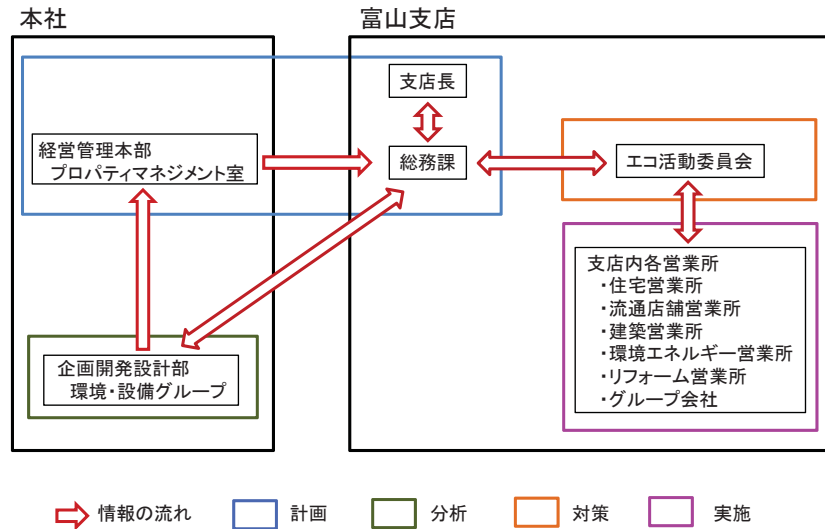 本社
富山支店
支店長
経営管理本部
プロパティマネジメント室
総務課
エコ活動委員会
支店内各営業所
・住宅営業所
・流通店舗営業所
・建築営業所
・環境エネルギー営業所
・リフォーム営業所
・グループ会社
企画開発設計部
環境・設備グループ
情報の流れ
計画
分析
対策
実施